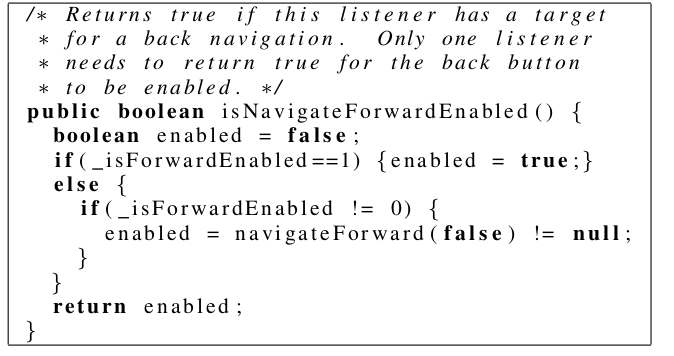 /* Returns true if this listener has a target
 * for a back navigation. Only one listener
 * needs to return true for the back button
 * to be enabled. */
public boolean isNavigateForwardEnabled() {
  boolean enabled = false;
  if(_isForwardEnabled==1) {enabled = true;}
  else {
    if(_isForwardEnabled != 0) {
      enabled = navigateForward(false) != null;
    }
  }
  return enabled;
}